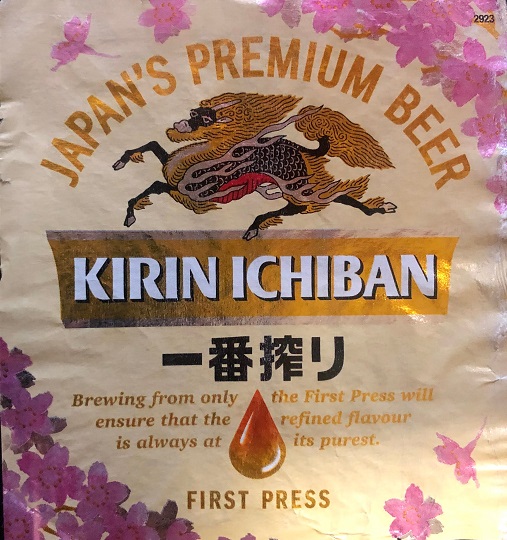 2923
JAPAN'S PREMIUM BEER
KIRIN ICHIBAN
一番搾り
Brewing from only the First Press will
ensure that the refined flavour
is always at its purest.
FIRST PRESS